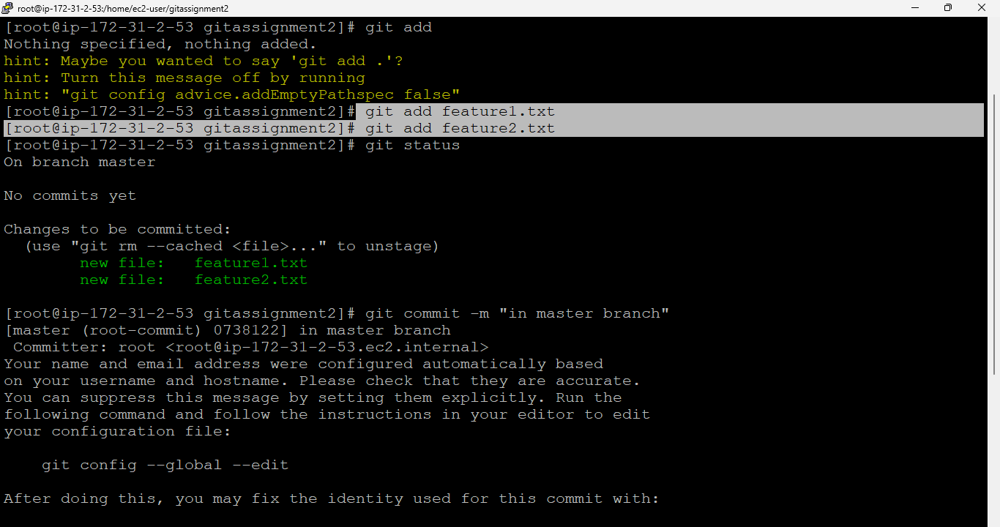 root@ip-172-31-2-53:/home/ec2-user/gitassignment2
[root@ip-172-31-2-53 gitassignment2]# git add
Nothing specified, nothing added.
hint: Maybe you wanted to say 'git add .'?
hint: Turn this message off by running
hint: "git config advice.addEmptyPathspec false"
[root@ip-172-31-2-53 gitassignment2]# git add feature1.txt
[root@ip-172-31-2-53 gitassignment2]# git add feature2.txt
[root@ip-172-31-2-53 gitassignment2]# git status
On branch master
No commits yet
Changes to be committed:
  (use "git rm --cached <file>..." to unstage)
        new file:   feature1.txt
        new file:   feature2.txt
[root@ip-172-31-2-53 gitassignment2]# git commit -m "in master branch"
[master (root-commit) 0738122] in master branch
 Committer: root <root@ip-172-31-2-53.ec2.internal>
Your name and email address were configured automatically based
on your username and hostname. Please check that they are accurate.
You can suppress this message by setting them explicitly. Run the
following command and follow the instructions in your editor to edit
your configuration file:
    git config --global --edit
After doing this, you may fix the identity used for this commit with: